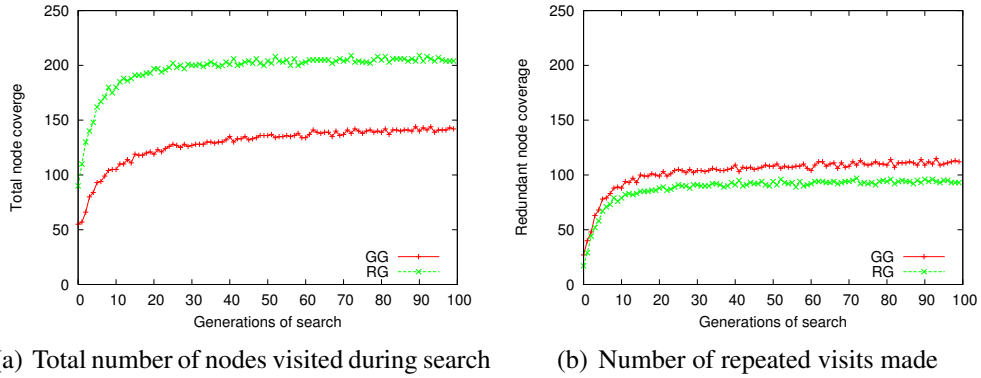 250
200
150
100
50
0
Total node coverge
GG
RG
0 10 20 30 40 50 60 70 80 90 100
Generations of search
250
200
150
100
50
0
Redundant node coverage
GG
RG
0 10 20 30 40 50 60 70 80 90 100
Generations of search
a) Total number of nodes visited during search
(b) Number of repeated visits made